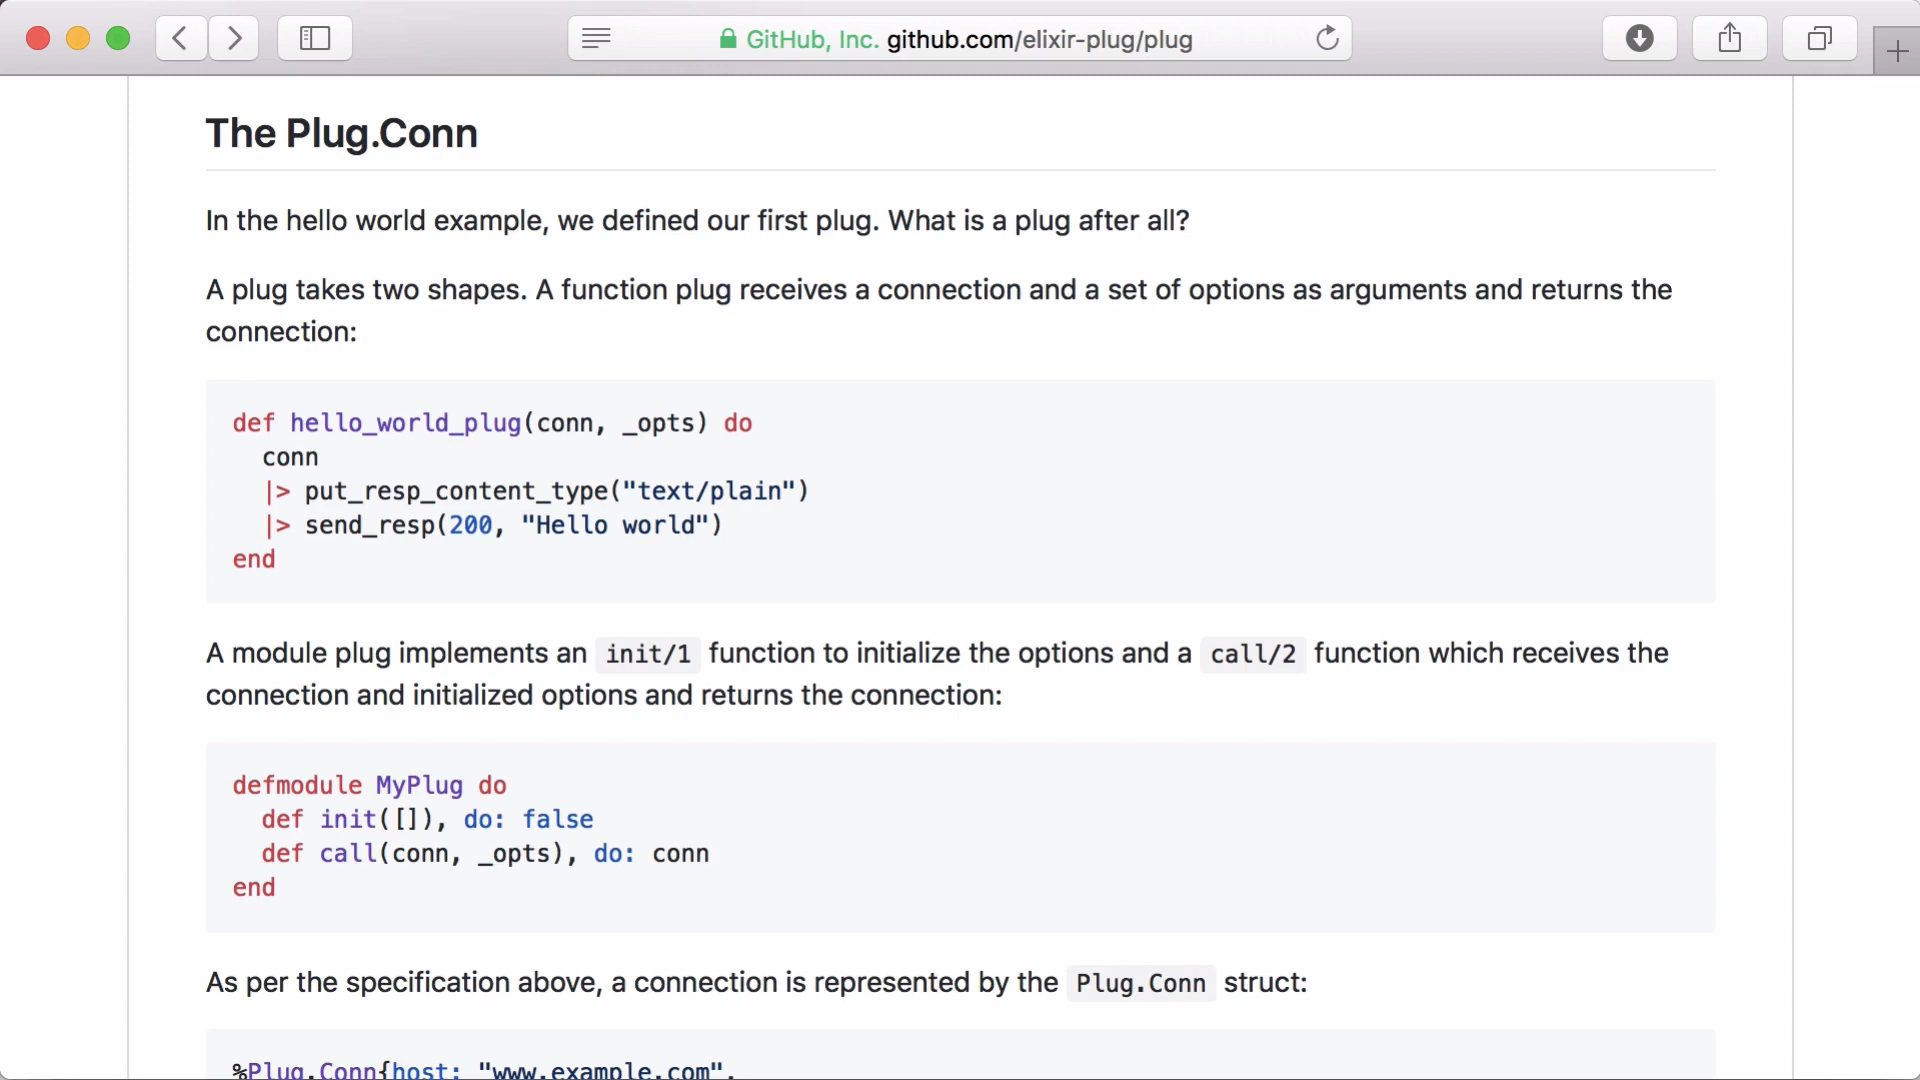 GitHub, Inc. github.com/elixir-plug/plug
The Plug.Conn
In the hello world example, we defined our first plug. What is a plug after all?
A plug takes two shapes. A function plug receives a connection and a set of options as arguments and returns the
connection:
def hello_world_plug(conn, _opts) do
  conn
  |> put_resp_content_type("text/plain")
  |> send_resp(200, "Hello world")
end
A module plug implements an init/1 function to initialize the options and a call/2 function which receives the
connection and initialized options and returns the connection:
defmodule MyPlug do
  def init([]), do: false
  def call(conn, _opts), do: conn
end
As per the specification above, a connection is represented by the Plug.Conn struct:
%Plug.Conn{host: "www.example.com",